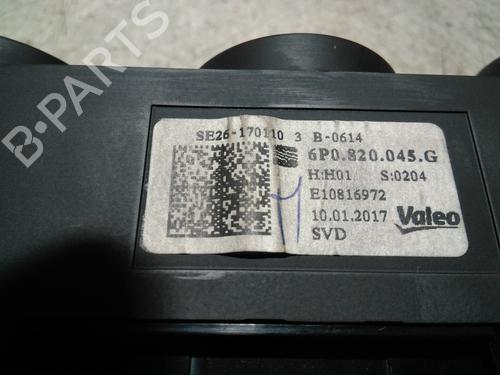 B-PARTS
SE26-170110 3 B-0614
6P0.820.045.G
H:H01 S:0204
E10816972
10.01.2017
Valeo
SVD